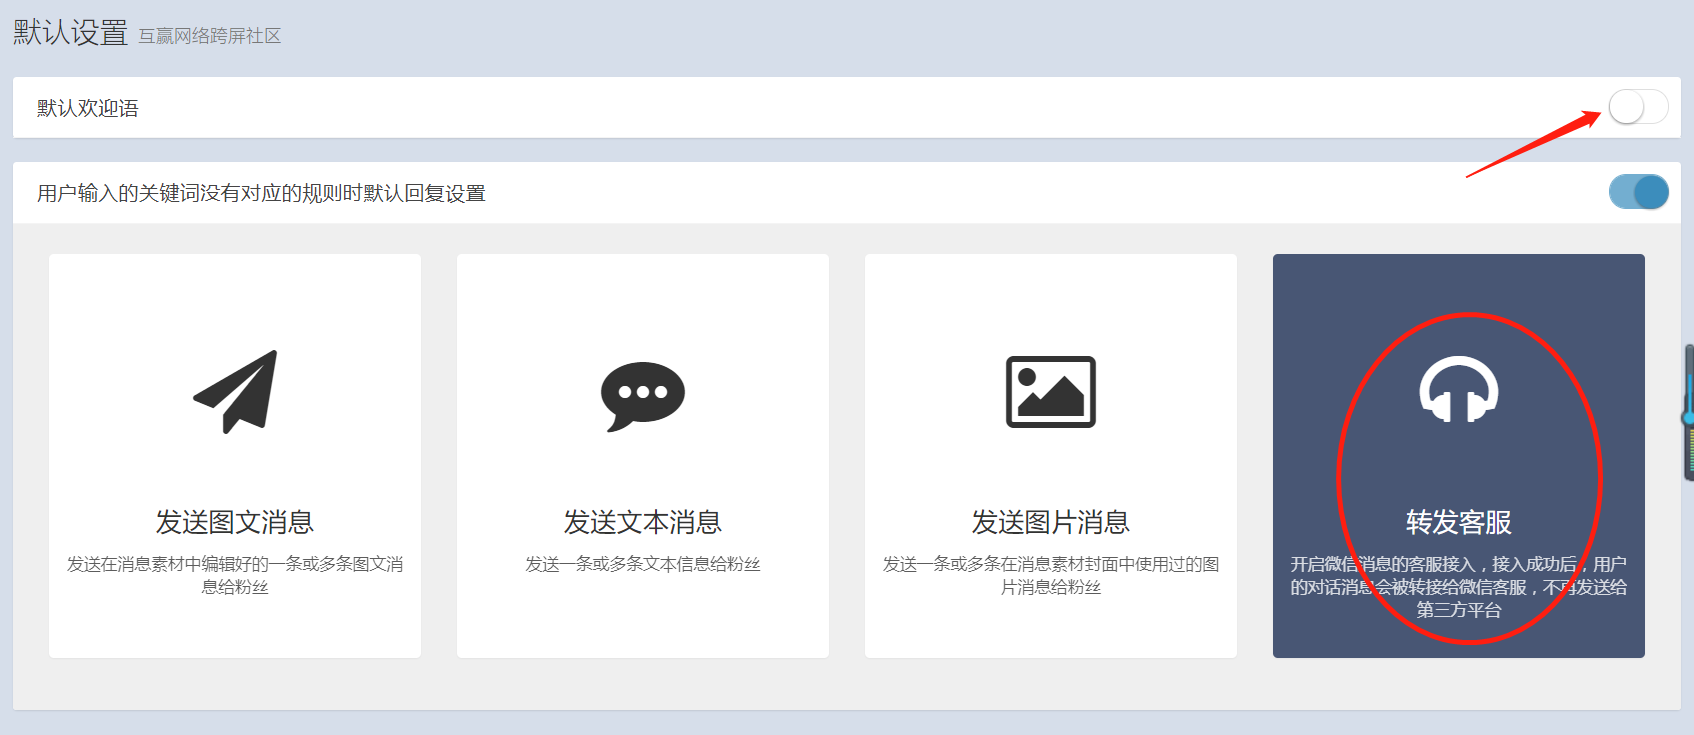 默认设置 互赢网络跨屏社区
默认欢迎语
用户输入的关键词没有对应的规则时默认回复设置
发送图文消息
发送在消息素材中编辑好的一条或多条图文消
息给粉丝
发送文本消息
发送一条或多条文本信息给粉丝
发送图片消息
发送一条或多条在消息素材封面中使用过的图
片消息给粉丝
转发客服
开启微信消息的客服接入，接入成功后，用户
的对话消息会被转接给微信客服，不再发送给
第三方平台